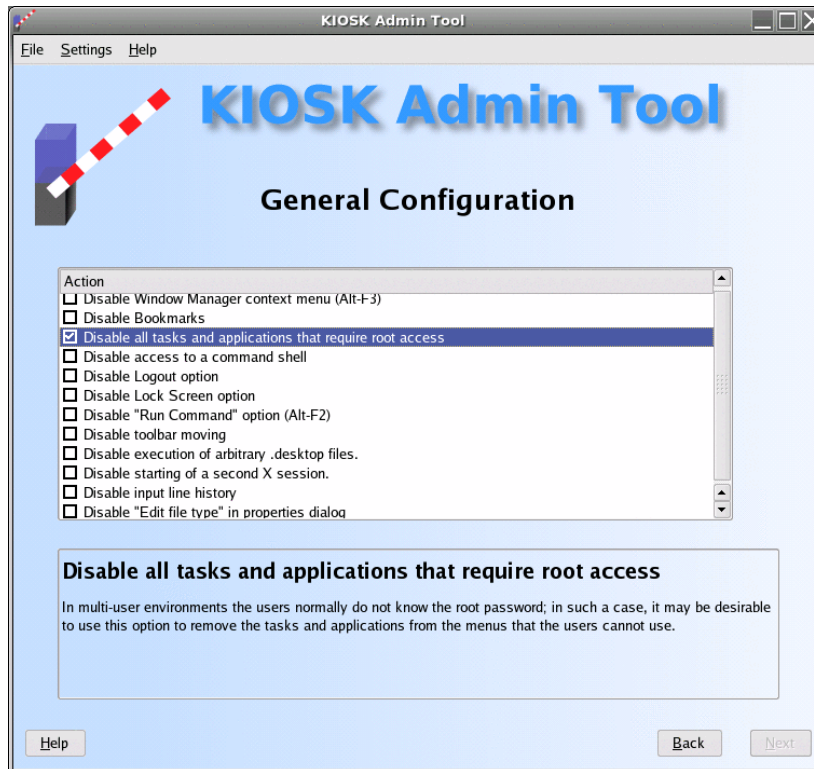 KIOSK Admin Tool
File Settings Help
KIOSK Admin Tool
General Configuration
Action
Disable Window Manager context menu (Alt-F3)
Disable Bookmarks
Disable all tasks and applications that require root access
Disable access to a command shell
Disable Logout option
Disable Lock Screen option
Disable "Run Command" option (Alt-F2)
Disable toolbar moving
Disable execution of arbitrary .desktop files.
Disable starting of a second X session.
Disable input line history
Disable "Edit file type" in properties dialog
Disable all tasks and applications that require root access
In multi-user environments the users normally do not know the root password; in such a case, it may be desirable
to use this option to remove the tasks and applications from the menus that the users cannot use.
Help Back Next